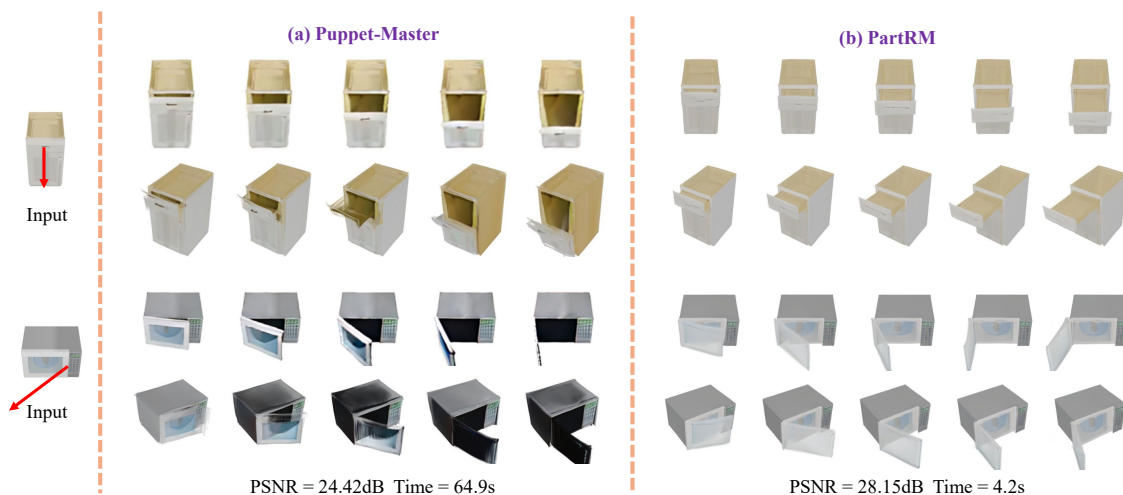 (a) Puppet-Master
(b) PartRM
Input
Input
PSNR = 24.42dB Time = 64.9s
PSNR = 28.15dB Time = 4.2s